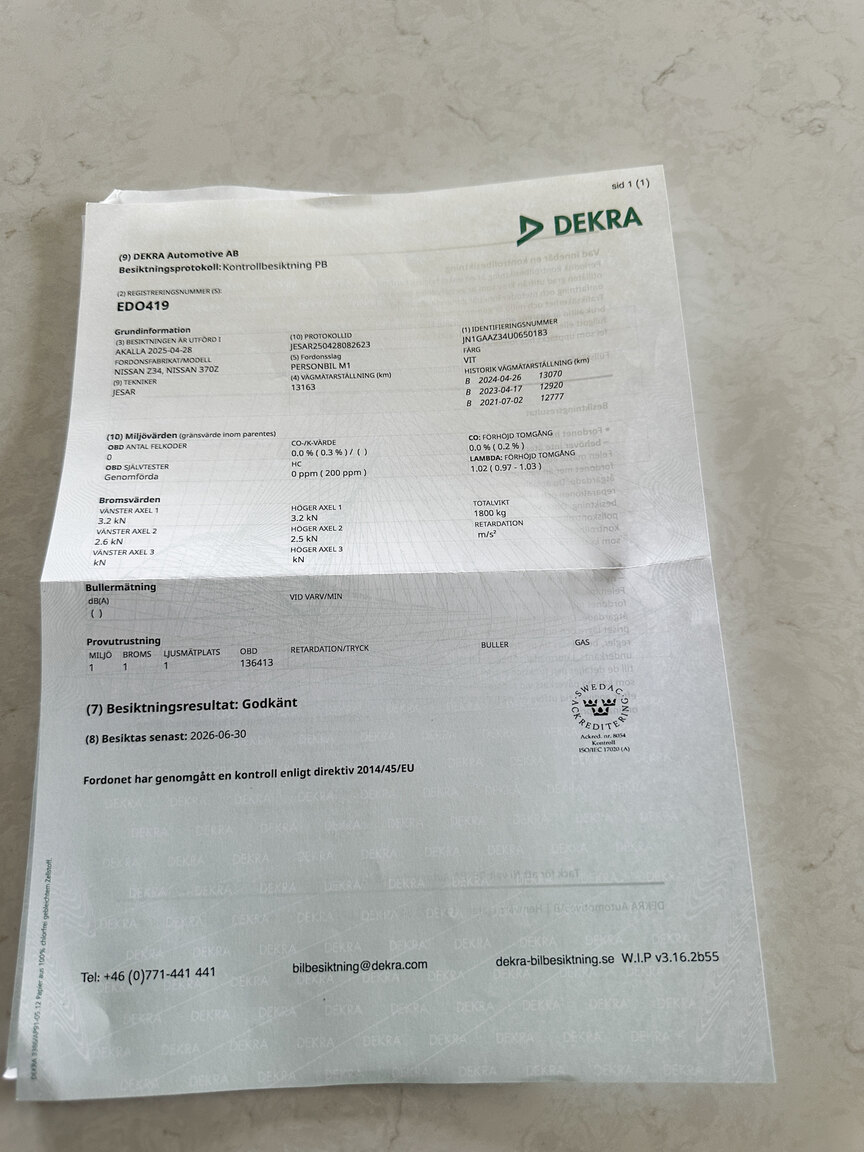 sid 1 (1)
DEKRA
(9) DEKRA Automotive AB
Besiktningsprotokoll: Kontrollbesiktning PB
(2) REGISTRERINGSNUMMER (S):
EDO419
Grundinformation
(3) BESIKTNINGEN ÄR UTFÖRD I
AKALLA 2025-04-28
FORDONSFABRIKAT/MODELL
NISSAN Z34, NISSAN 370Z
(9) TEKNIKER
JESAR
(10) PROTOKOLLID
JESAR250428082623
(5) Fordonsslag
PERSONBIL M1
(4) VÄGMÄTARSTÄLLNING (km)
13163
(1) IDENTIFIERINGSNUMMER
JN1GAAZ34U0650183
FÄRG
VIT
HISTORIK VÄGMÄTARSTÄLLNING (km)
B 2024-04-26 13070
B 2023-04-17 12920
B 2021-07-02 12777
(10) Miljövärden (gränsvärde inom parentes)
OBD ANTAL FELKODER
0
OBD SJÄLVTESTER
Genomförda
CO-/K-VÄRDE
0.0 % ( 0.3 % ) / ( )
HC
0 ppm ( 200 ppm )
CO: FÖRHÖJD TOMGÅNG
0.0 % ( 0.2 % )
LAMBDA: FÖRHÖJD TOMGÅNG
1.02 ( 0.97 - 1.03 )
Bromsvärden
VÄNSTER AXEL 1
3.2 kN
VÄNSTER AXEL 2
2.6 kN
VÄNSTER AXEL 3
kN
HÖGER AXEL 1
3.2 kN
HÖGER AXEL 2
2.5 kN
HÖGER AXEL 3
kN
TOTALVIKT
1800 kg
RETARDATION
m/s²
Bullermätning
dB(A)
( )
VID VARV/MIN
Provutrustning
MILJÖ BROMS LJUSMÄTPLATS OBD RETARDATION/TRYCK BULLER GAS
1 1 1 136413
(7) Besiktningsresultat: Godkänt
(8) Besiktas senast: 2026-06-30
SWEDAC
ACKREDITERING
Ackred. nr. 8054
Kontroll
ISO/IEC 17020 (A)
Fordonet har genomgått en kontroll enligt direktiv 2014/45/EU
Tel: +46 (0)771-441 441 bilbesiktning@dekra.com dekra-bilbesiktning.se W.I.P v3.16.2b55